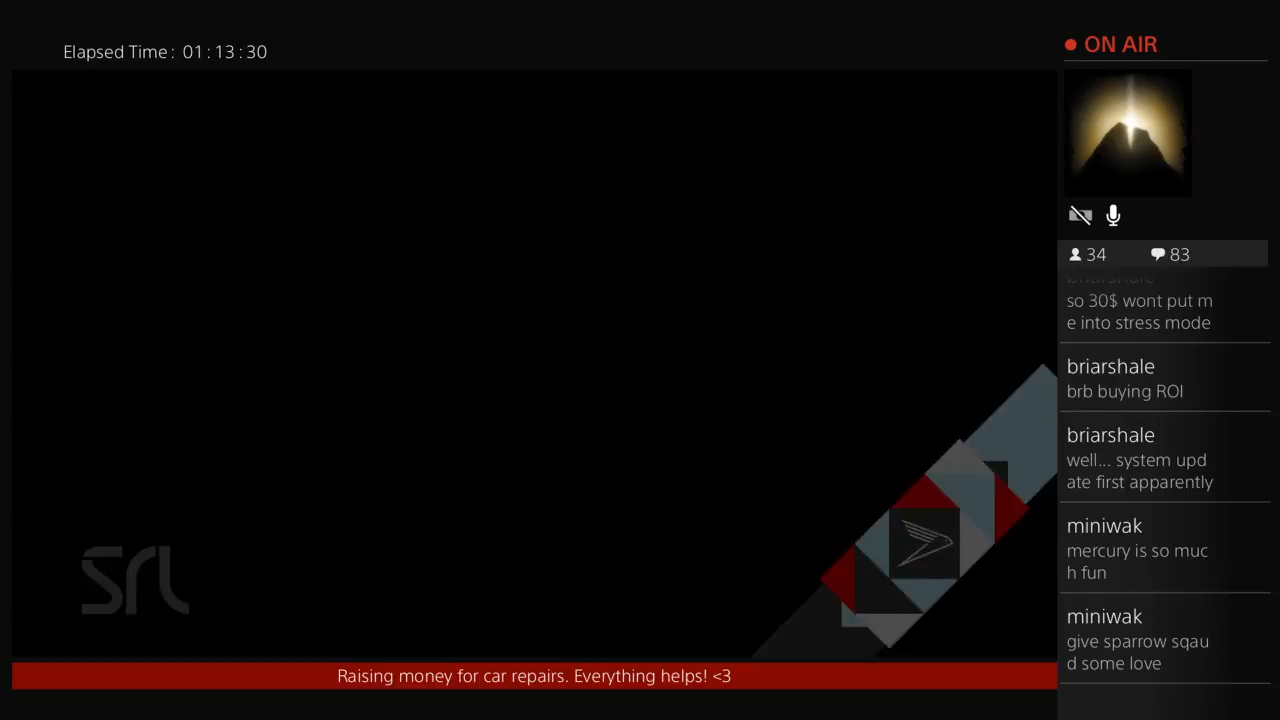 Elapsed Time: 01:13:30
ON AIR
34 83
briarshale
so 30$ wont put m
e into stress mode
briarshale
brb buying ROI
briarshale
well... system upd
ate first apparently
miniwak
mercury is so muc
h fun
miniwak
give sparrow sqau
d some love
SRL
Raising money for car repairs. Everything helps! <3